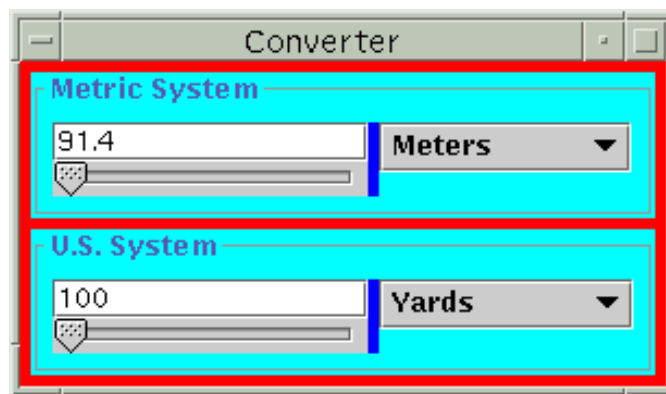 Converter
Metric System
91.4
Meters
U.S. System
100
Yards